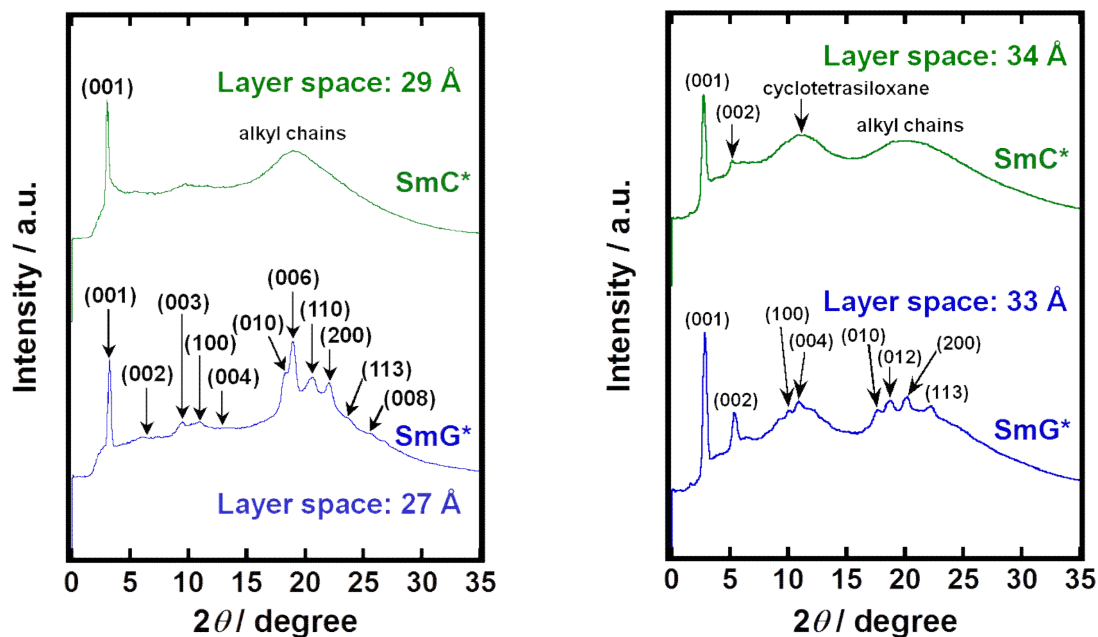 Layer space: 29 Å
(001)
alkyl chains
SmC*
(006)
(001)
(003)
(110)
(010)
(200)
(100)
(002)
(004)
(113)
(008)
SmG*
Layer space: 27 Å
0 5 10 15 20 25 30 35
2θ / degree
Intensity / a.u.
Layer space: 34 Å
(001)
cyclotetrasiloxane
(002)
alkyl chains
SmC*
Layer space: 33 Å
(001)
(100)
(004)
(010)
(012)
(200)
(002)
(113)
SmG*
0 5 10 15 20 25 30 35
2θ / degree
Intensity / a.u.